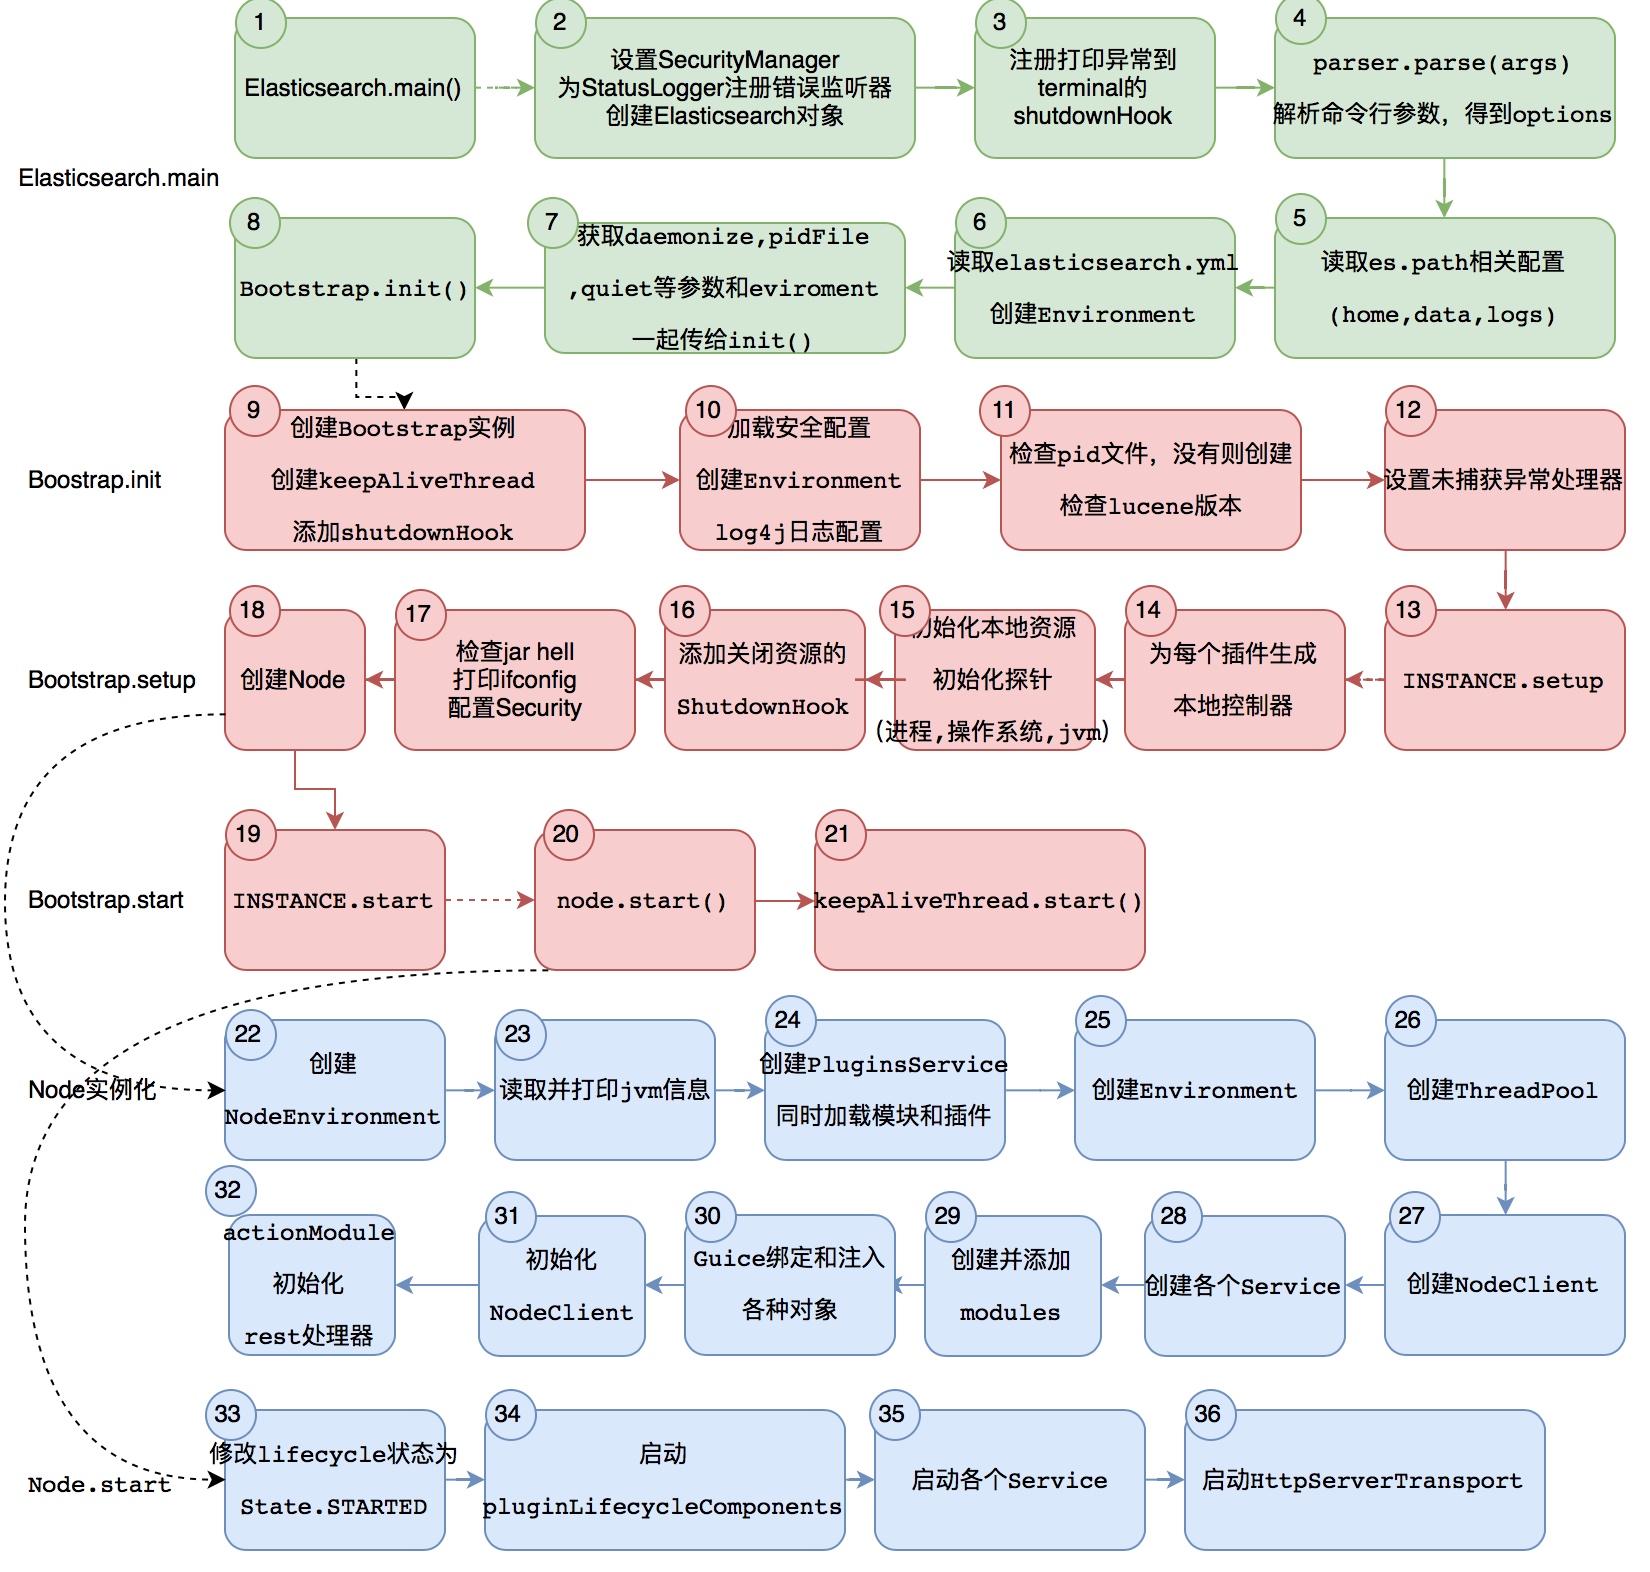 1
Elasticsearch.main()
2
设置SecurityManager
为StatusLogger注册错误监听器
创建Elasticsearch对象
3
注册打印异常到
terminal的
shutdownHook
4
parser.parse(args)
解析命令行参数，得到options
Elasticsearch.main
8
Bootstrap.init()
7
获取daemonize,pidFile
,quiet等参数和eviroment
一起传给init()
6
读取elasticsearch.yml
创建Environment
5
读取es.path相关配置
(home,data,logs)
Boostrap.init
9
创建Bootstrap实例
创建keepAliveThread
添加shutdownHook
10
加载安全配置
创建Environment
log4j日志配置
11
检查pid文件，没有则创建
检查lucene版本
12
设置未捕获异常处理器
Bootstrap.setup
18
创建Node
17
检查jar hell
打印ifconfig
配置Security
16
添加关闭资源的
ShutdownHook
15
初始化本地资源
初始化探针
(进程,操作系统,jvm)
14
为每个插件生成
本地控制器
13
INSTANCE.setup
Bootstrap.start
19
INSTANCE.start
20
node.start()
21
keepAliveThread.start()
Node实例化
22
创建
NodeEnvironment
23
读取并打印jvm信息
24
创建PluginsService
同时加载模块和插件
25
创建Environment
26
创建ThreadPool
32
actionModule
初始化
rest处理器
31
初始化
NodeClient
30
Guice绑定和注入
各种对象
29
创建并添加
modules
28
创建各个Service
27
创建NodeClient
Node.start
33
修改lifecycle状态为
State.STARTED
34
启动
pluginLifecycleComponents
35
启动各个Service
36
启动HttpServerTransport